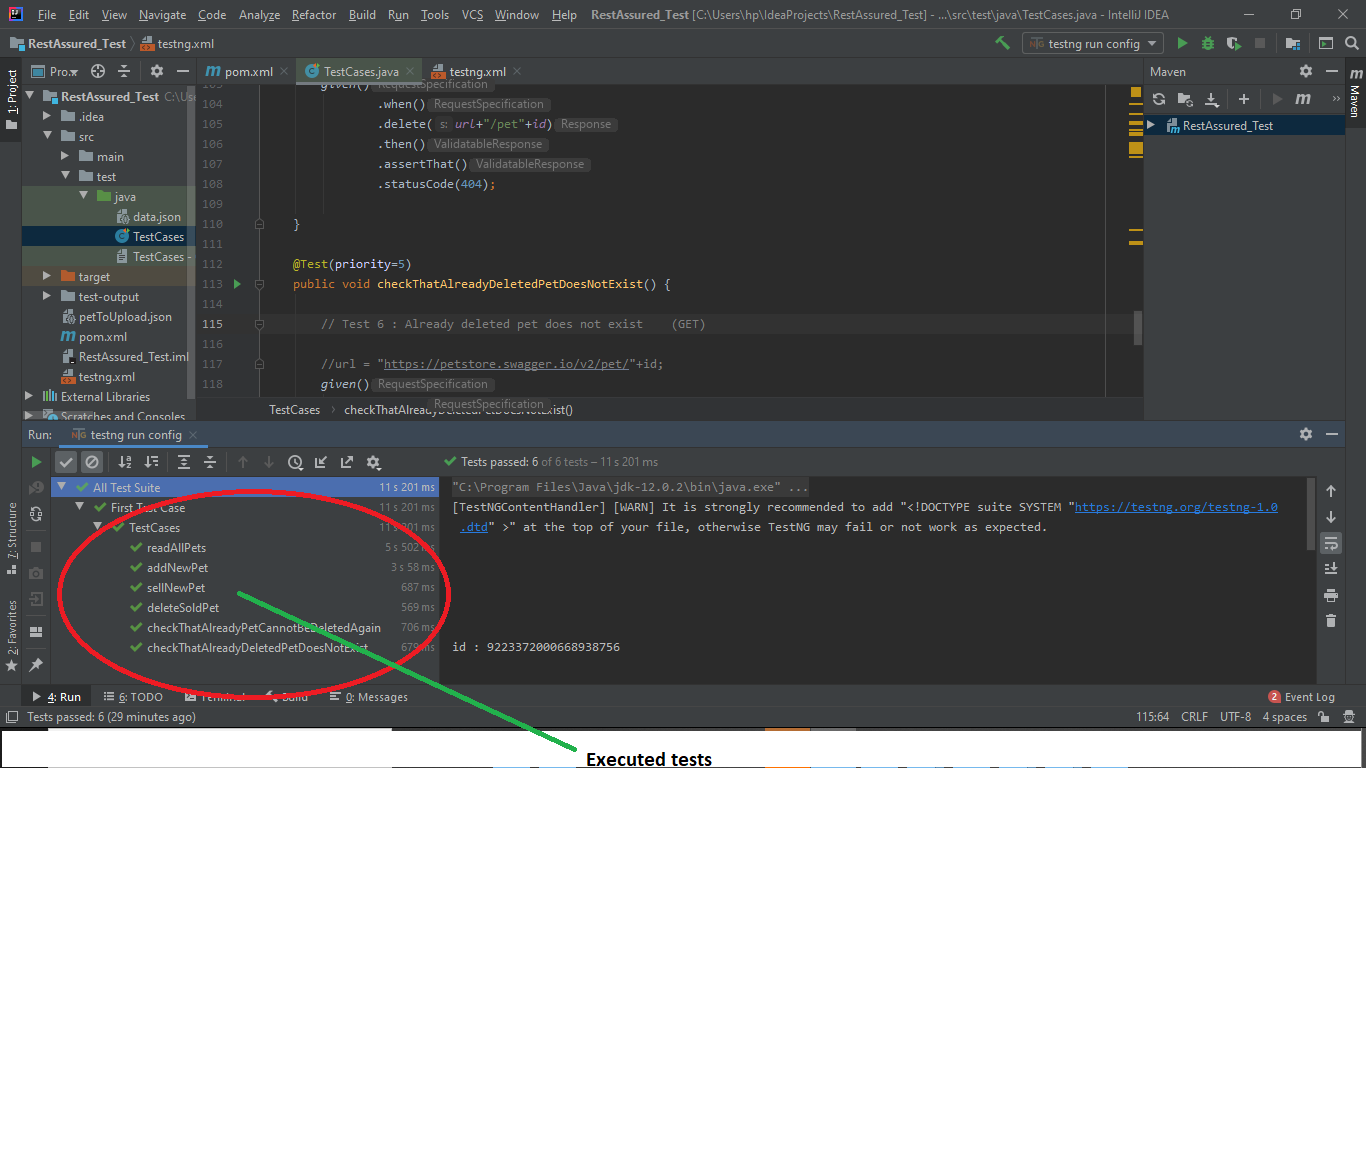 File Edit View Navigate Code Analyze Refactor Build Run Tools VCS Window Help RestAssured_Test [C:\Users\hp\IdeaProjects\RestAssured_Test] - ...\src\test\java\TestCases.java - IntelliJ IDEA
RestAssured_Test testng.xml
testng run config
1: Project
Pro...
pom.xml
TestCases.java
testng.xml
Maven
RestAssured_Test
Maven
RestAssured_Test C:\Use
.idea
src
main
test
java
data.json
TestCases
TestCases -
target
test-output
petToUpload.json
pom.xml
RestAssured_Test.iml
testng.xml
External Libraries
Scratches and Consoles
103 given() RequestSpecification
104 .when() RequestSpecification
105 .delete( s: url+"/pet"+id) Response
106 .then() ValidatableResponse
107 .assertThat() ValidatableResponse
108 .statusCode(404);
109
110 }
111
112 @Test(priority=5)
113 public void checkThatAlreadyDeletedPetDoesNotExist() {
114
115 // Test 6 : Already deleted pet does not exist (GET)
116
117 //url = "https://petstore.swagger.io/v2/pet/"+id;
118 given() RequestSpecification
RequestSpecification
TestCases checkThatAlreadyDeletedPetDoesNotExist()
Run: testng run config
Tests passed: 6 of 6 tests – 11 s 201 ms
All Test Suite 11 s 201 ms
First Test Case 11 s 201 ms
TestCases 11 s 201 ms
readAllPets 5 s 502 ms
addNewPet 3 s 58 ms
sellNewPet 687 ms
deleteSoldPet 569 ms
checkThatAlreadyPetCannotBeDeletedAgain 706 ms
checkThatAlreadyDeletedPetDoesNotExist 679 ms
"C:\Program Files\Java\jdk-12.0.2\bin\java.exe" ...
[TestNGContentHandler] [WARN] It is strongly recommended to add "<!DOCTYPE suite SYSTEM "https://testng.org/testng-1.0
.dtd" >" at the top of your file, otherwise TestNG may fail or not work as expected.
id : 9223372000668938756
7: Structure
2: Favorites
4: Run 6: TODO Terminal Build 0: Messages
2 Event Log
Tests passed: 6 (29 minutes ago)
115:64 CRLF UTF-8 4 spaces
Executed tests